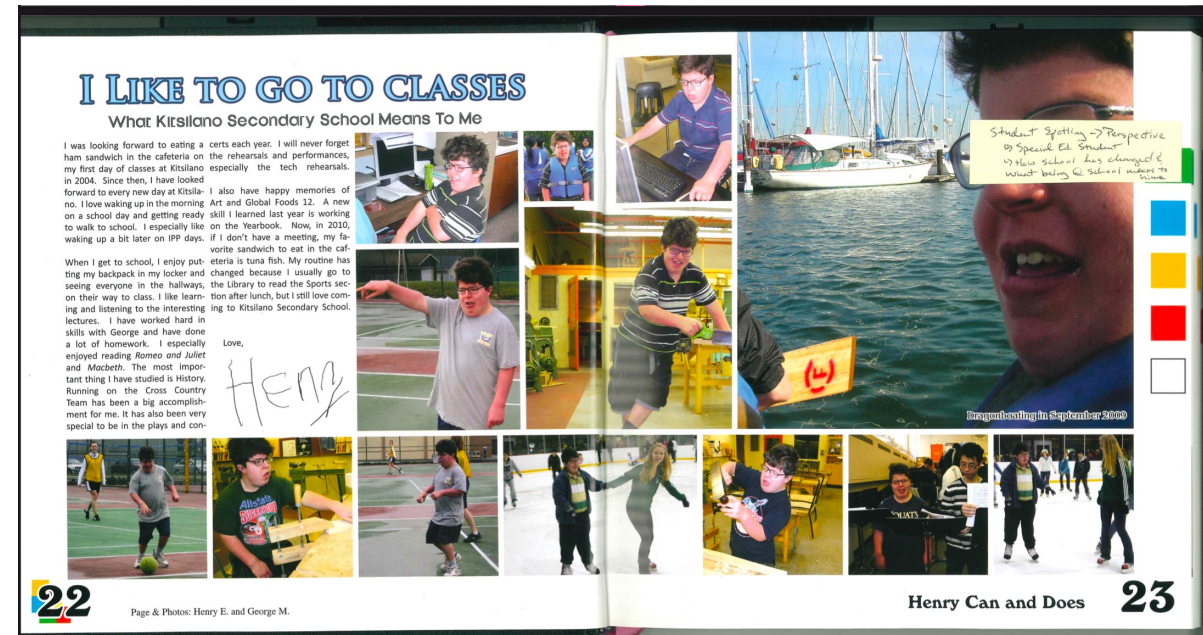 I LIKE TO GO TO CLASSES
What Kitsilano Secondary School Means To Me
I was looking forward to eating a
ham sandwich in the cafeteria on
my first day of classes at Kitsilano
in 2004. Since then, I have looked
forward to every new day at Kitsila-
no. I love waking up in the morning
on a school day and getting ready
to walk to school. I especially like
waking up a bit later on IPP days.
When I get to school, I enjoy put-
ting my backpack in my locker and
seeing everyone in the hallways,
on their way to class. I like learn-
ing and listening to the interesting
lectures. I have worked hard in
skills with George and have done
a lot of homework. I especially
enjoyed reading Romeo and Juliet
and Macbeth. The most impor-
tant thing I have studied is History.
Running on the Cross Country
Team has been a big accomplish-
ment for me. It has also been very
special to be in the plays and con-
certs each year. I will never forget
the rehearsals and performances,
especially the tech rehearsals.
I also have happy memories of
Art and Global Foods 12. A new
skill I learned last year is working
on the Yearbook. Now, in 2010,
if I don't have a meeting, my fa-
vorite sandwich to eat in the caf-
eteria is tuna fish. My routine has
changed because I usually go to
the Library to read the Sports sec-
tion after lunch, but I still love com-
ing to Kitsilano Secondary School.
Love,
Henry
Student Spotling -> Perspective
Special Ed Student
How school has changed &
what being @ school means to
him
Dragonboating in September 2009
22
Page & Photos: Henry E. and George M.
Henry Can and Does
23